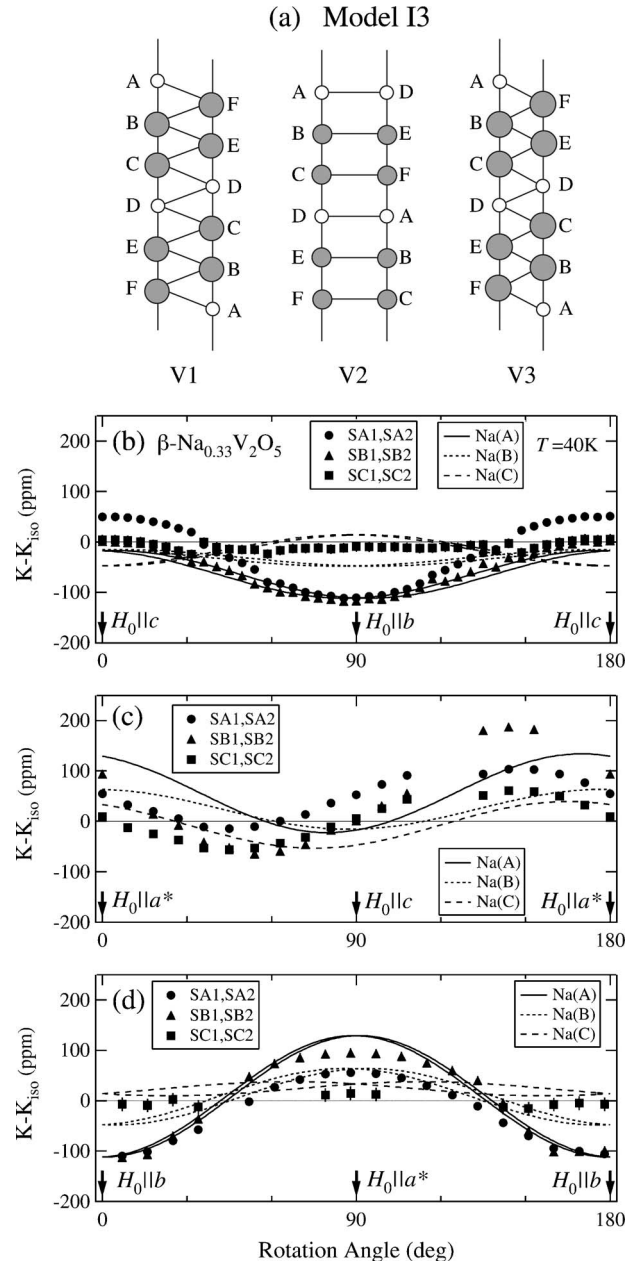 (a) Model I3
A F B E C D D C E B F A
A D B E C F D A E B F C
A F B E C D D C E B F A
V1 V2 V3
(b) β-Na0.33V2O5
SA1,SA2
SB1,SB2
SC1,SC2
Na(A)
Na(B)
Na(C)
T =40K
K-Kiso (ppm)
200
100
0
-100
-200
H0||c H0||b H0||c
0 90 180
(c)
SA1,SA2
SB1,SB2
SC1,SC2
Na(A)
Na(B)
Na(C)
K-Kiso (ppm)
200
100
0
-100
-200
H0||a* H0||c H0||a*
0 90 180
(d)
SA1,SA2
SB1,SB2
SC1,SC2
Na(A)
Na(B)
Na(C)
K-Kiso (ppm)
200
100
0
-100
-200
H0||b H0||a* H0||b
0 90 180
Rotation Angle (deg)